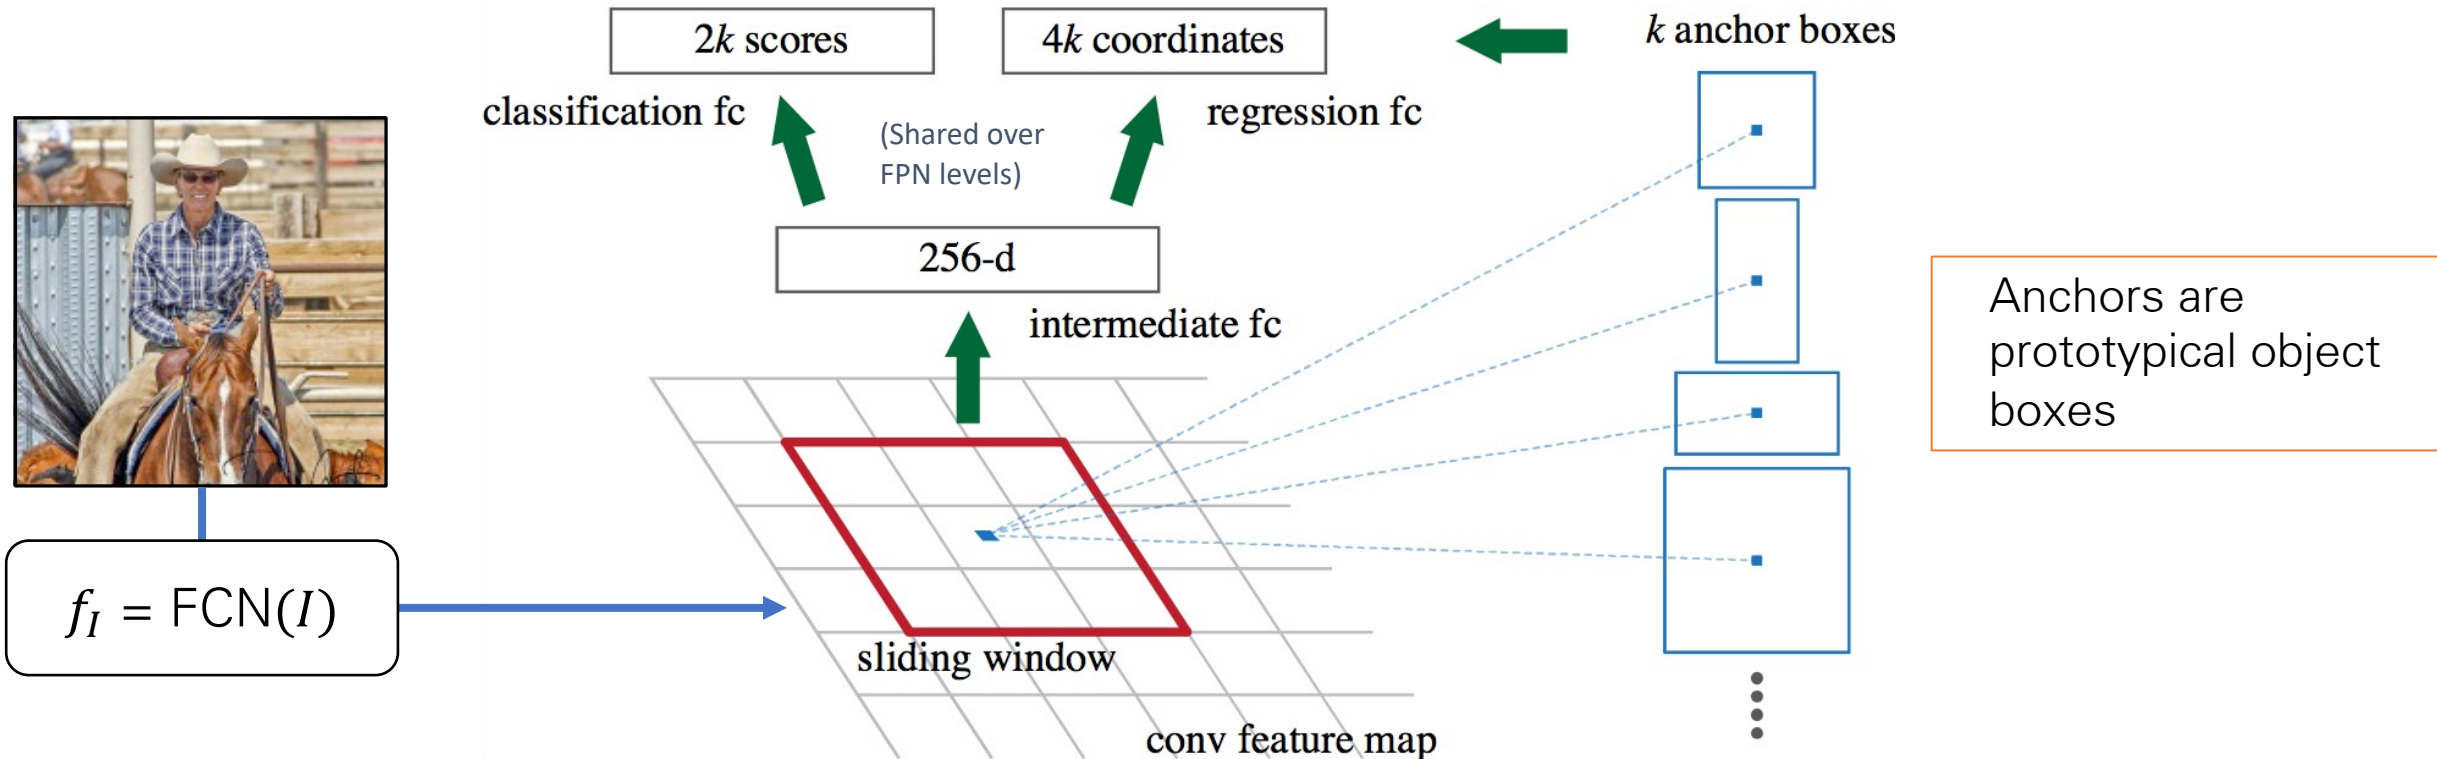 2k scores
4k coordinates
k anchor boxes
classification fc
(Shared over
FPN levels)
regression fc
256-d
intermediate fc
Anchors are
prototypical object
boxes
f_I = FCN(I)
sliding window
conv feature map